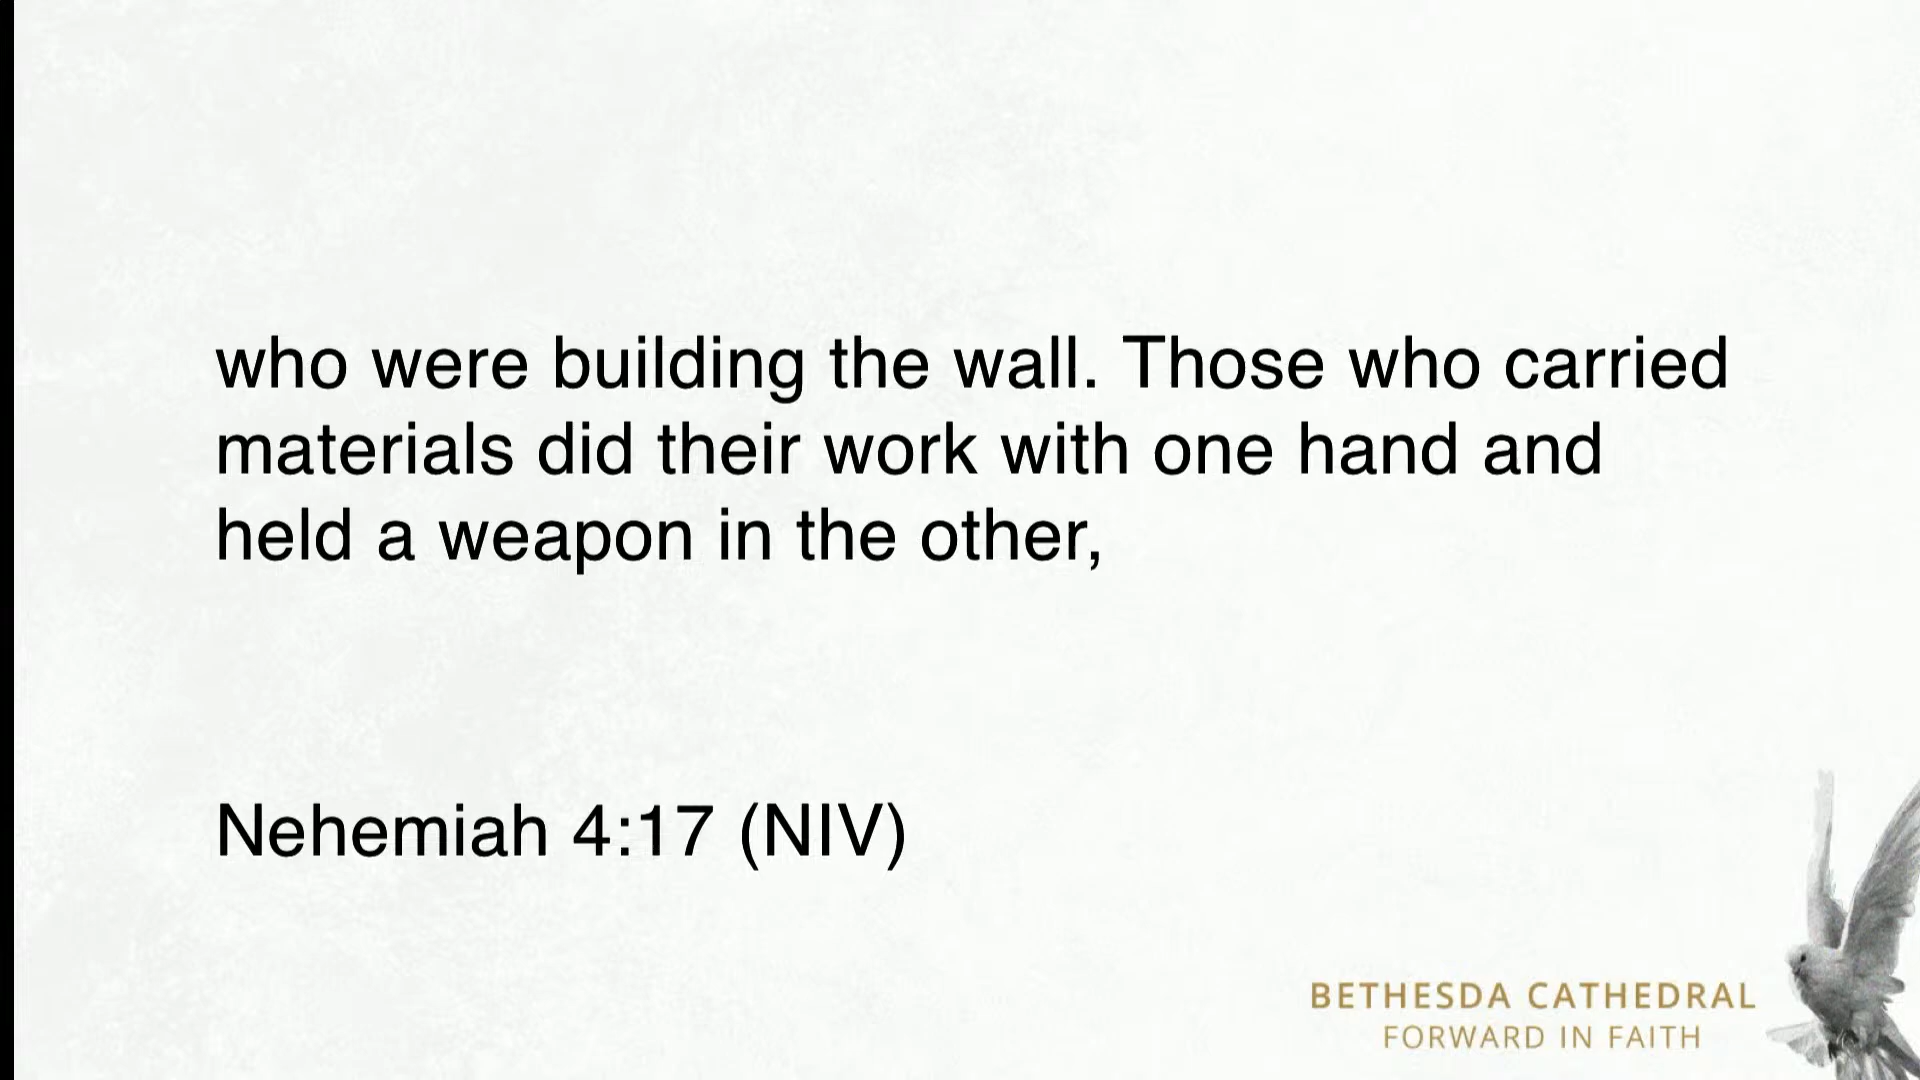 who were building the wall. Those who carried
materials did their work with one hand and
held a weapon in the other,
Nehemiah 4:17 (NIV)
BETHESDA CATHEDRAL
FORWARD IN FAITH